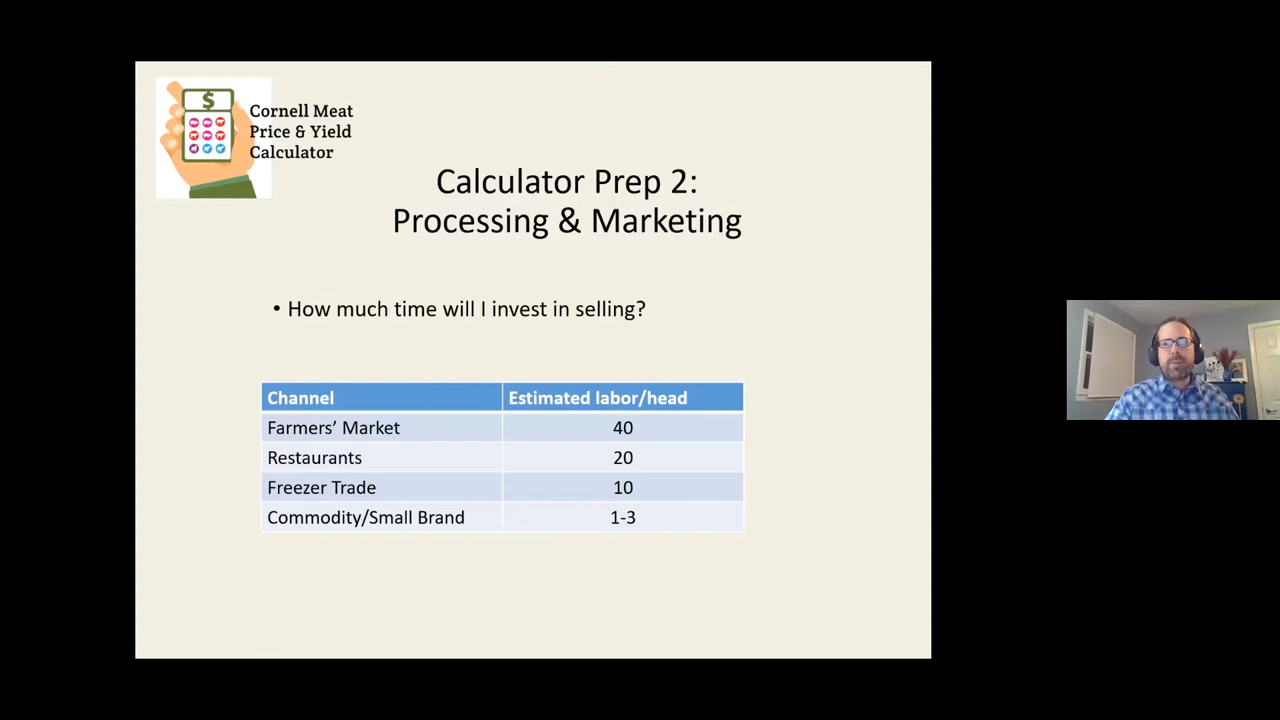 $
Cornell Meat
Price & Yield
Calculator
Calculator Prep 2:
Processing & Marketing
• How much time will I invest in selling?
Channel Estimated labor/head
Farmers’ Market 40
Restaurants 20
Freezer Trade 10
Commodity/Small Brand 1-3